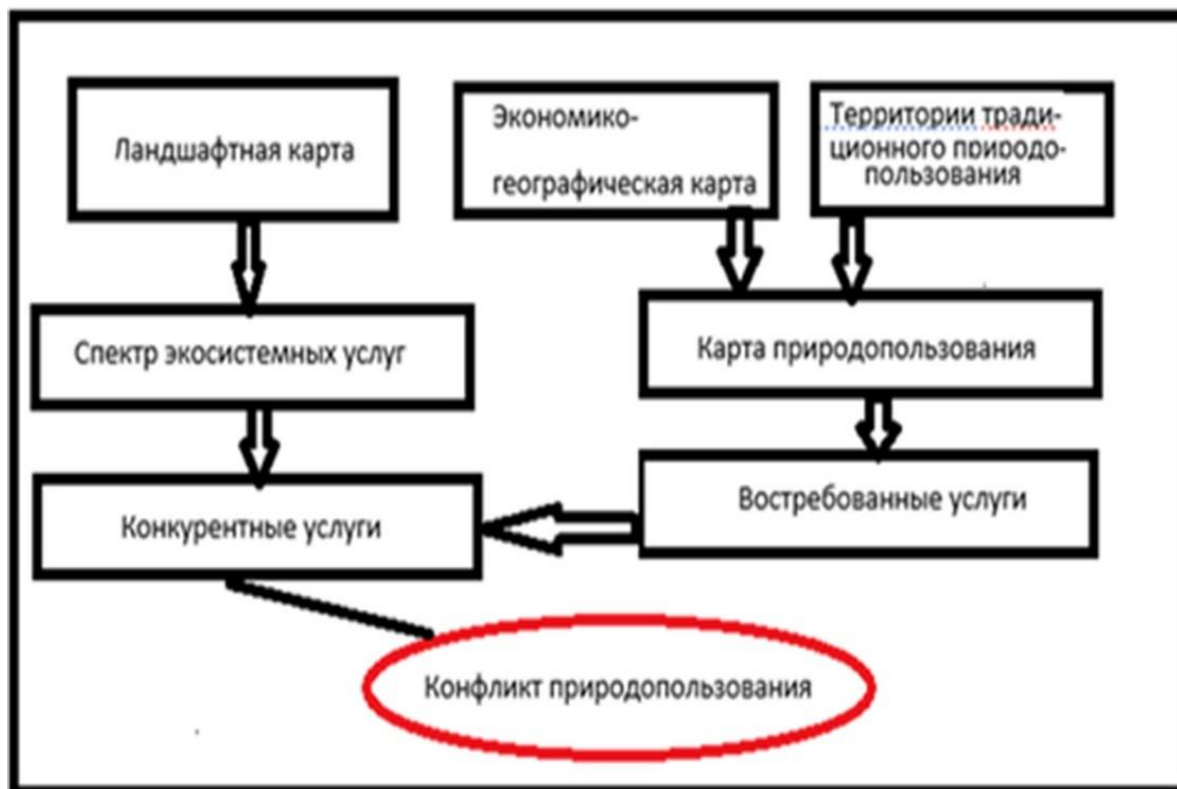 Ландшафтная карта
Экономико-
географическая карта
Территории тради-
ционного природо-
пользования
Спектр экосистемных услуг
Карта природопользования
Конкурентные услуги
Востребованные услуги
Конфликт природопользования